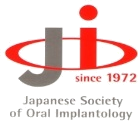 Ji
since 1972
Japanese Society
of Oral Implantology